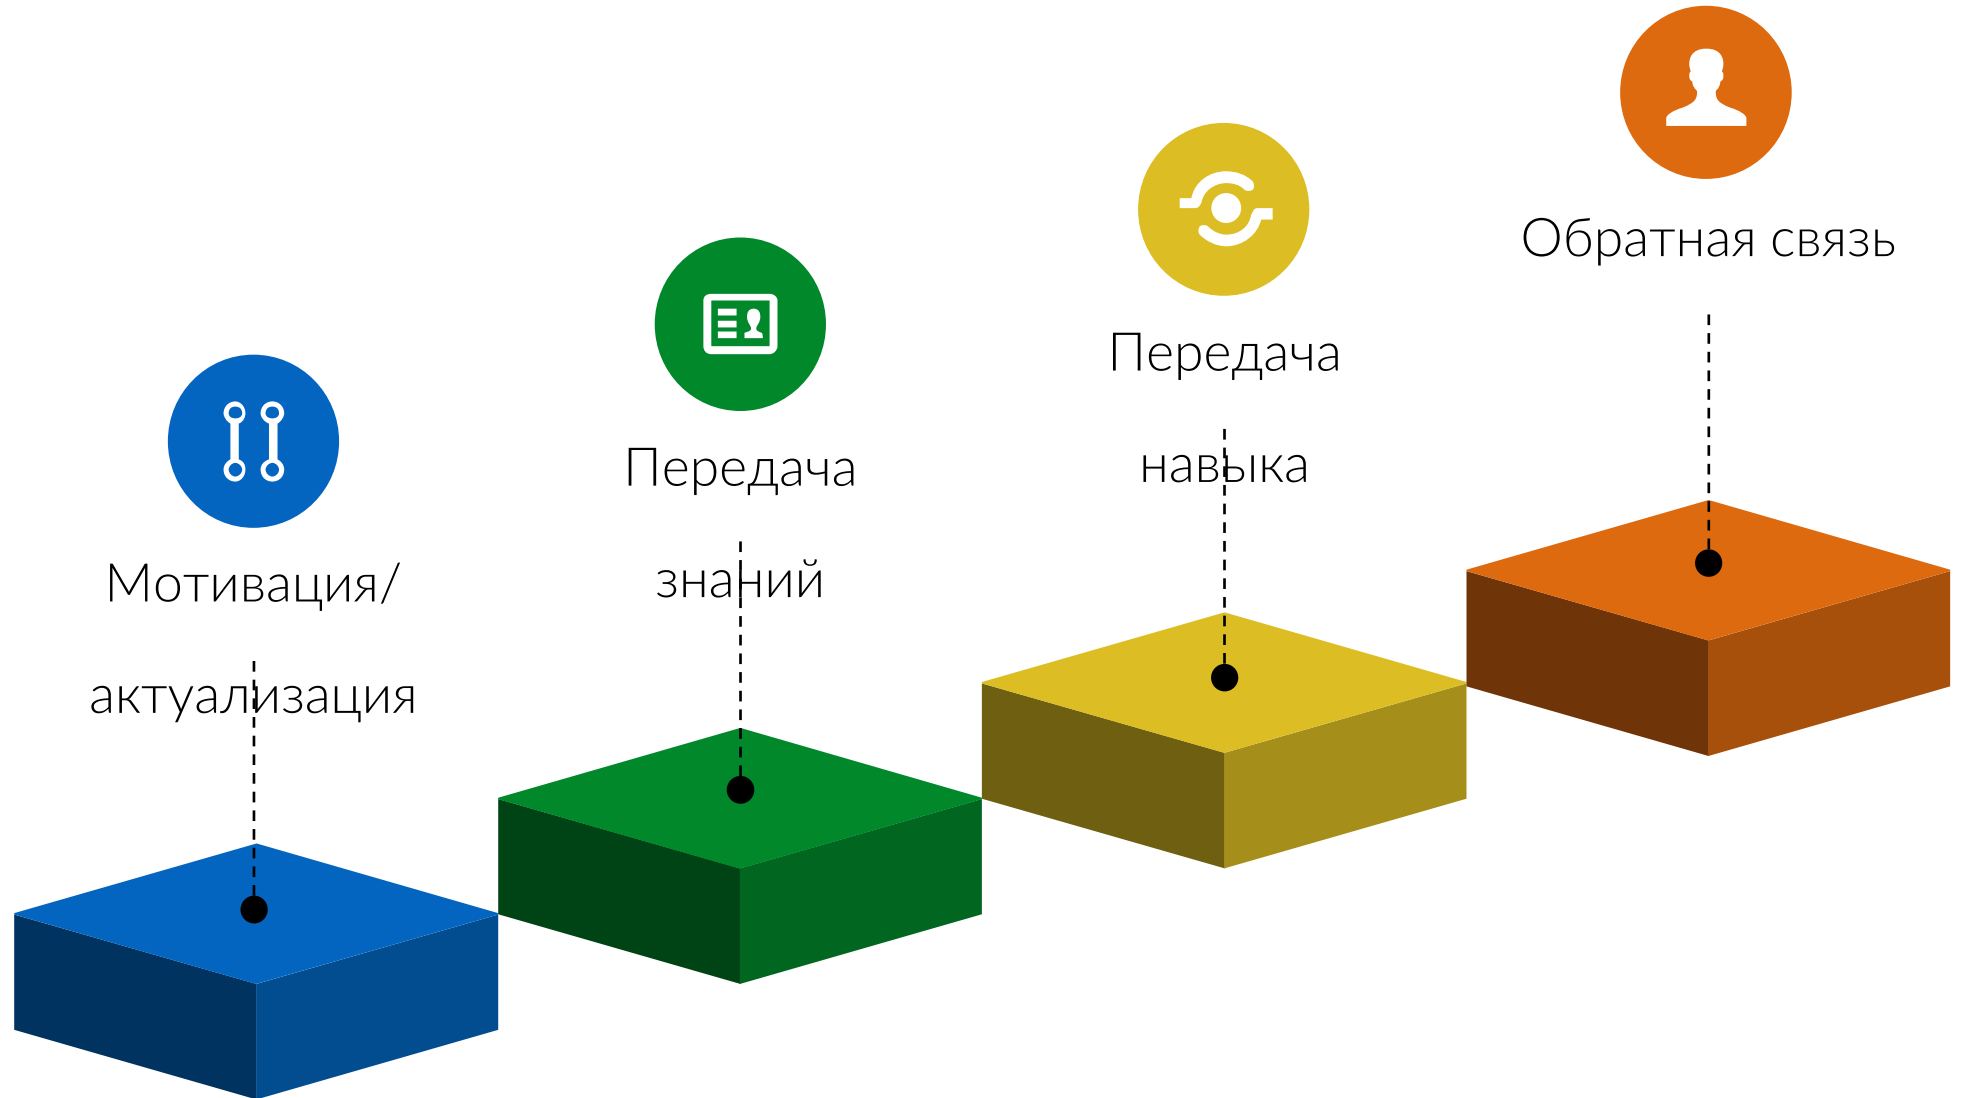 Мотивация/
актуализация
Передача
знаний
Передача
навыка
Обратная связь